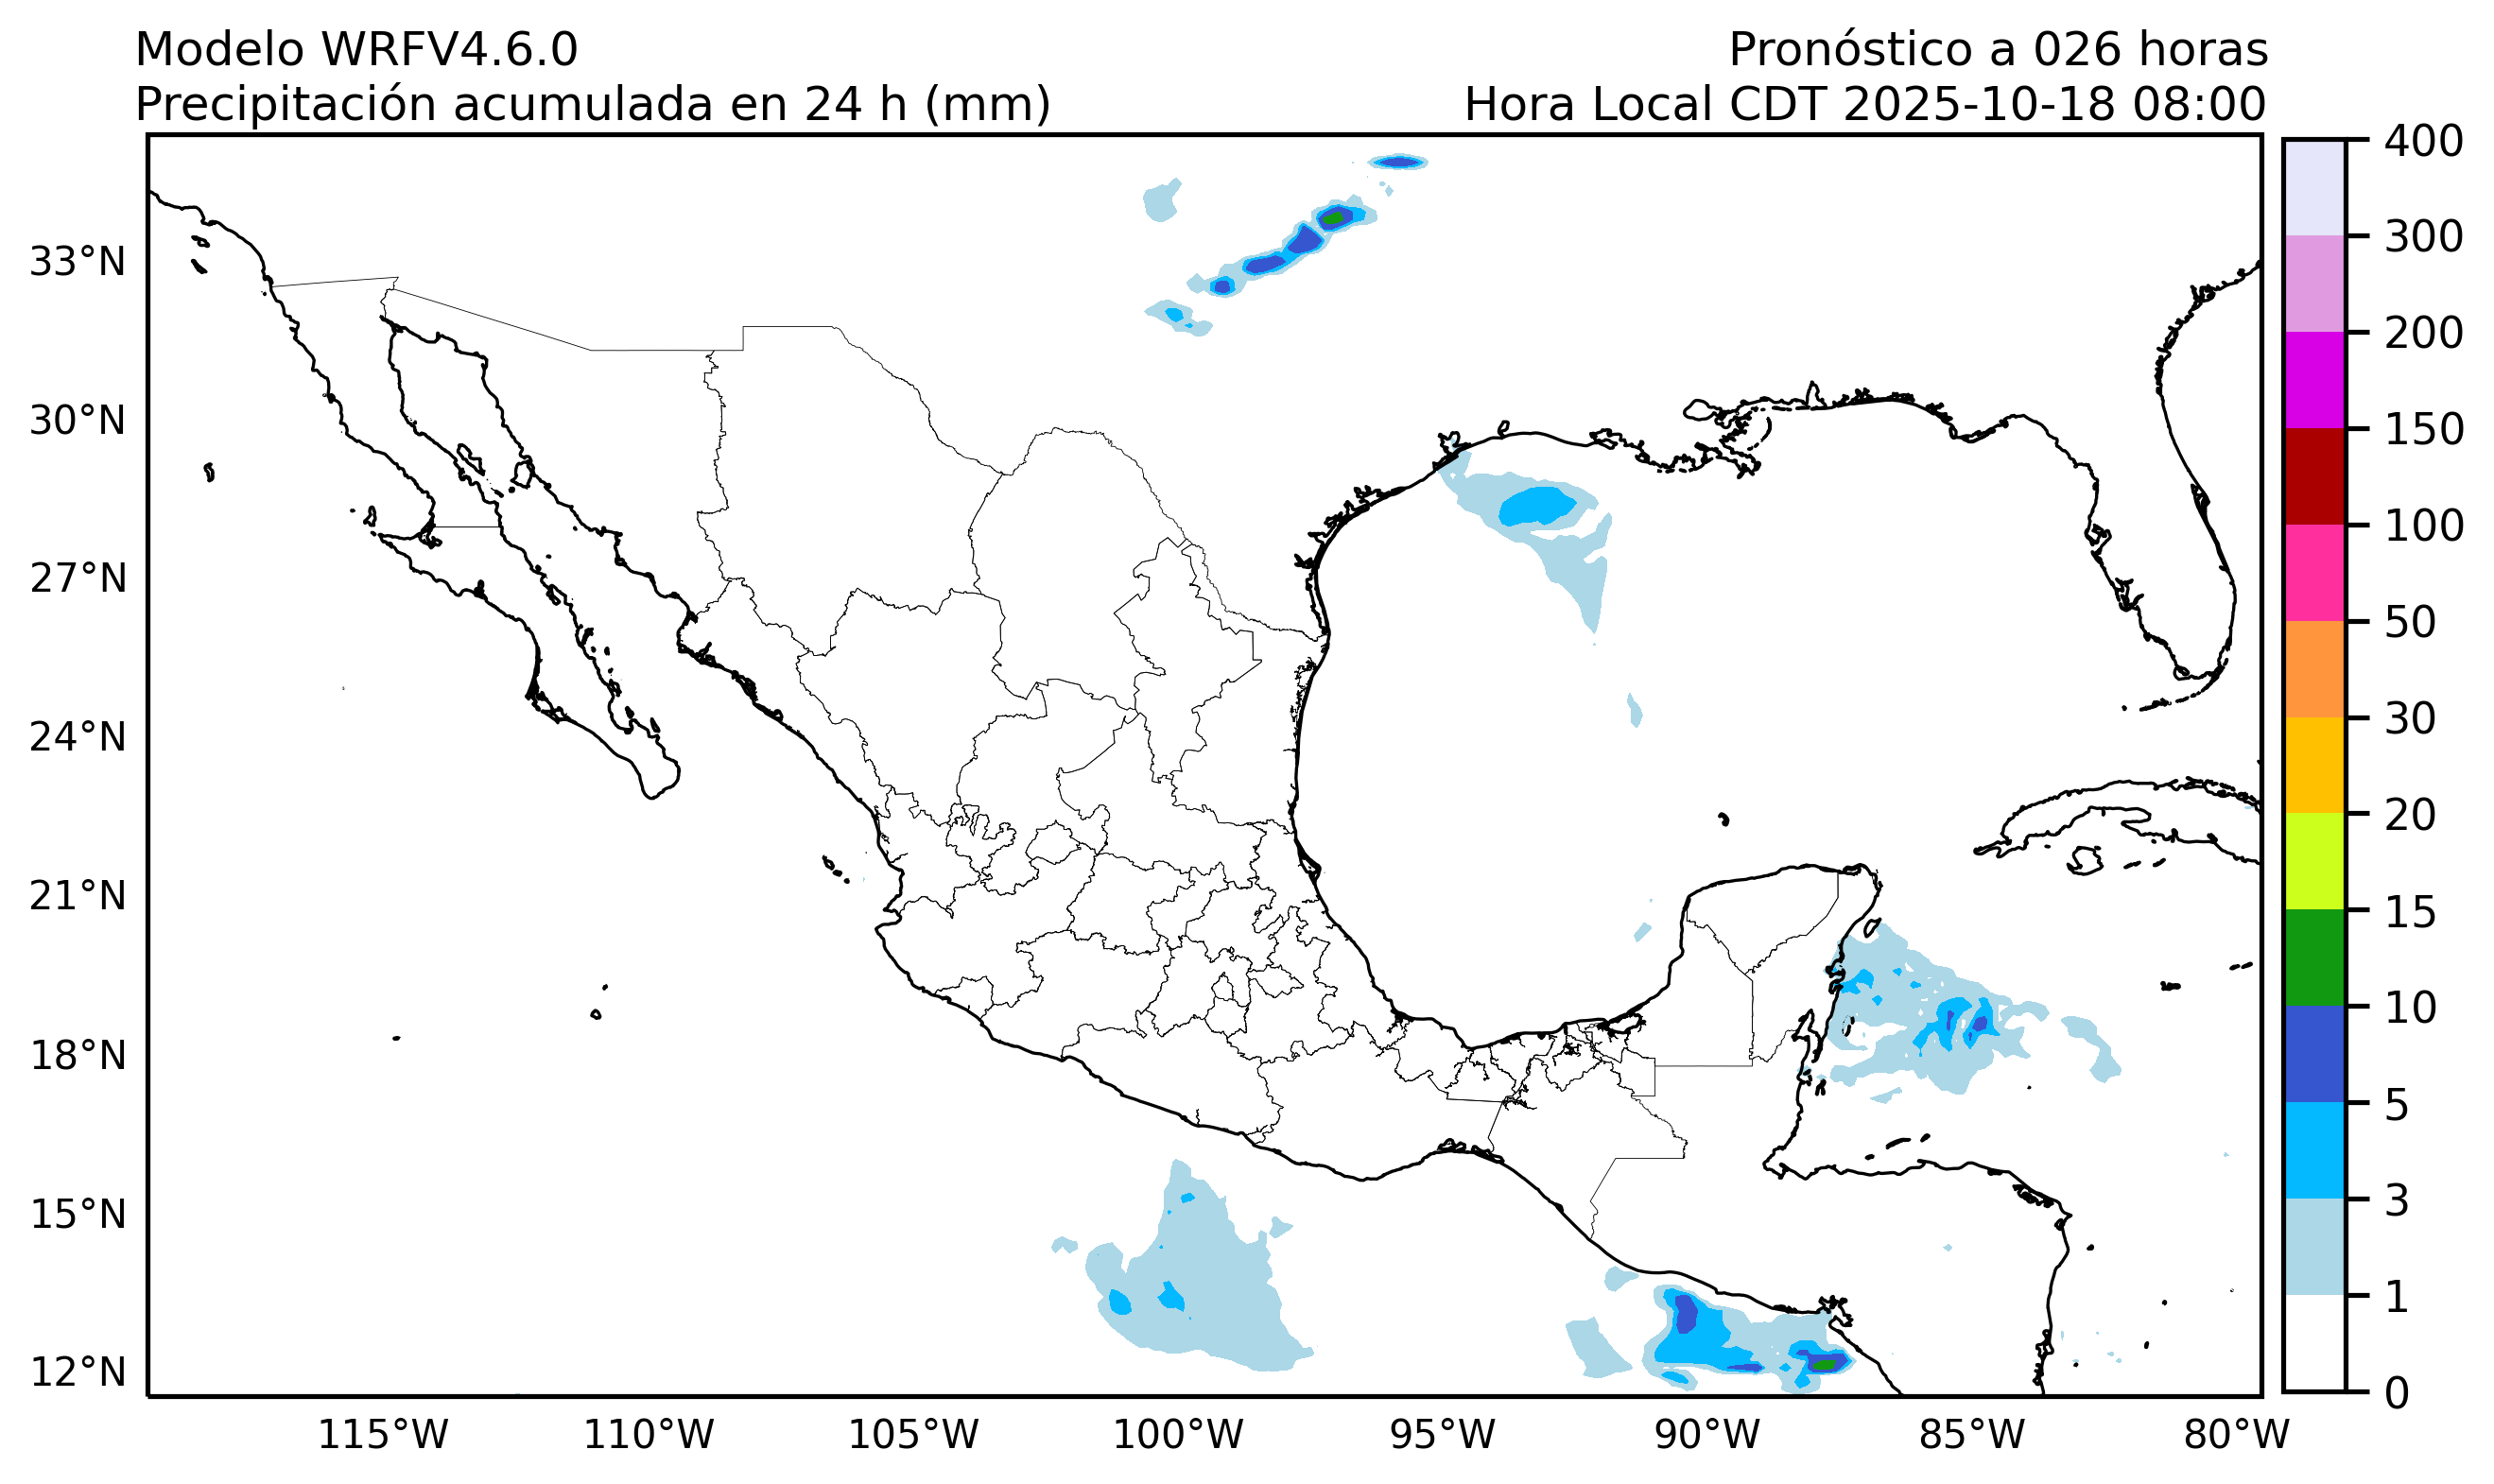 Modelo WRFV4.6.0
Pronóstico a 026 horas
Precipitación acumulada en 24 h (mm)
Hora Local CDT 2025-10-18 08:00
33°N
30°N
27°N
24°N
21°N
18°N
15°N
12°N
115°W
110°W
105°W
100°W
95°W
90°W
85°W
80°W
400
300
200
150
100
50
30
20
15
10
5
3
1
0